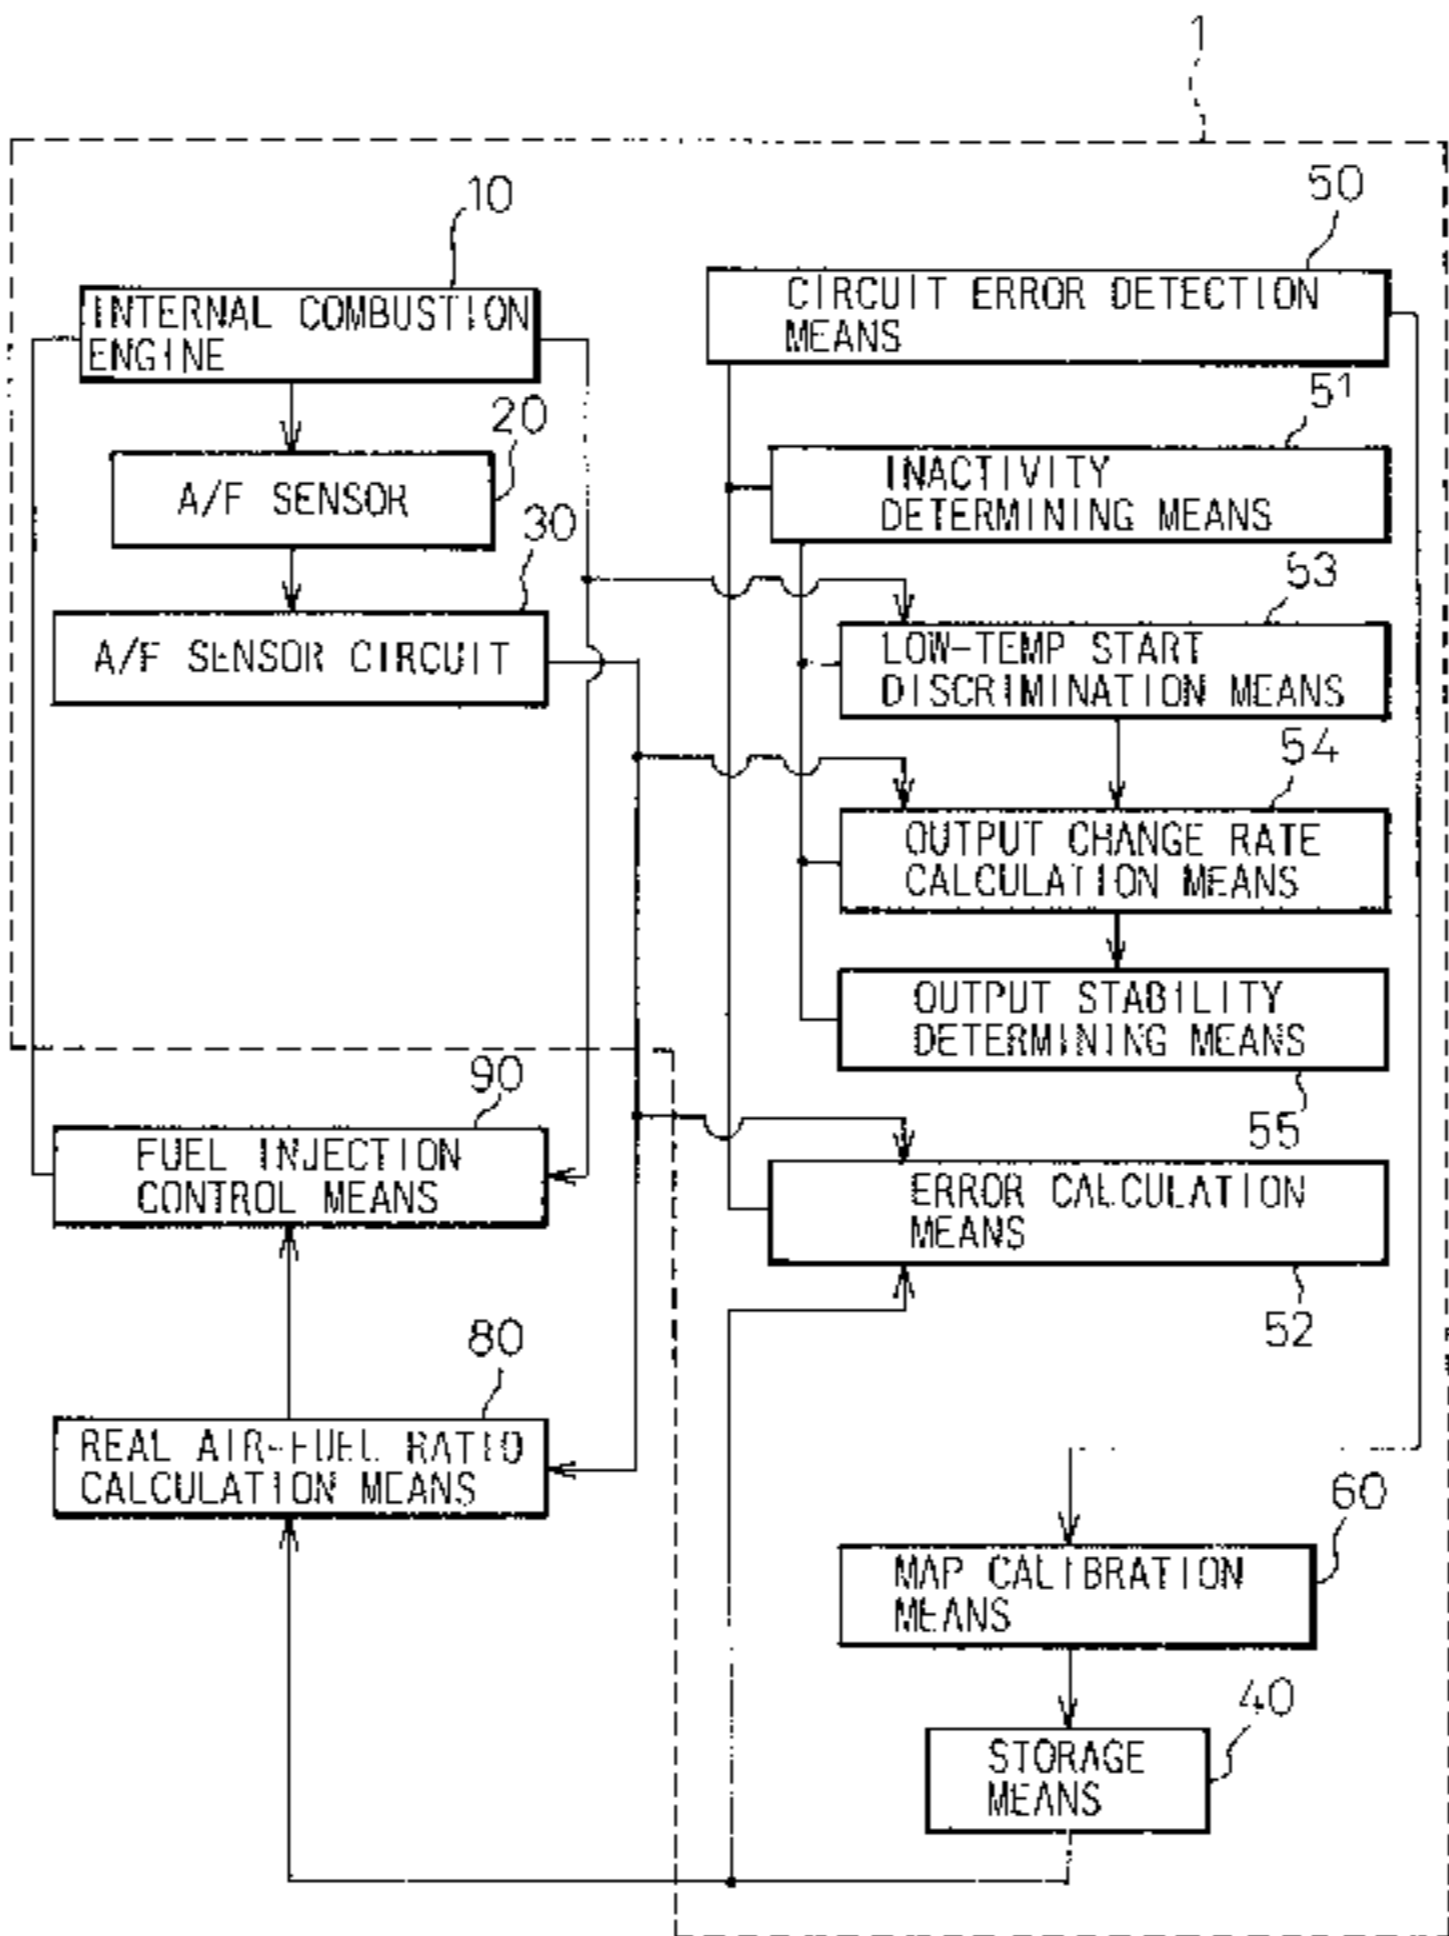 1
10
INTERNAL COMBUSTION
ENGINE
20
A/F SENSOR
30
A/F SENSOR CIRCUIT
50
CIRCUIT ERROR DETECTION
MEANS
51
INACTIVITY
DETERMINING MEANS
53
LOW-TEMP START
DISCRIMINATION MEANS
54
OUTPUT CHANGE RATE
CALCULATION MEANS
OUTPUT STABILITY
DETERMINING MEANS
55
90
FUEL INJECTION
CONTROL MEANS
ERROR CALCULATION
MEANS
52
80
REAL AIR-FUEL RATIO
CALCULATION MEANS
60
MAP CALIBRATION
MEANS
40
STORAGE
MEANS